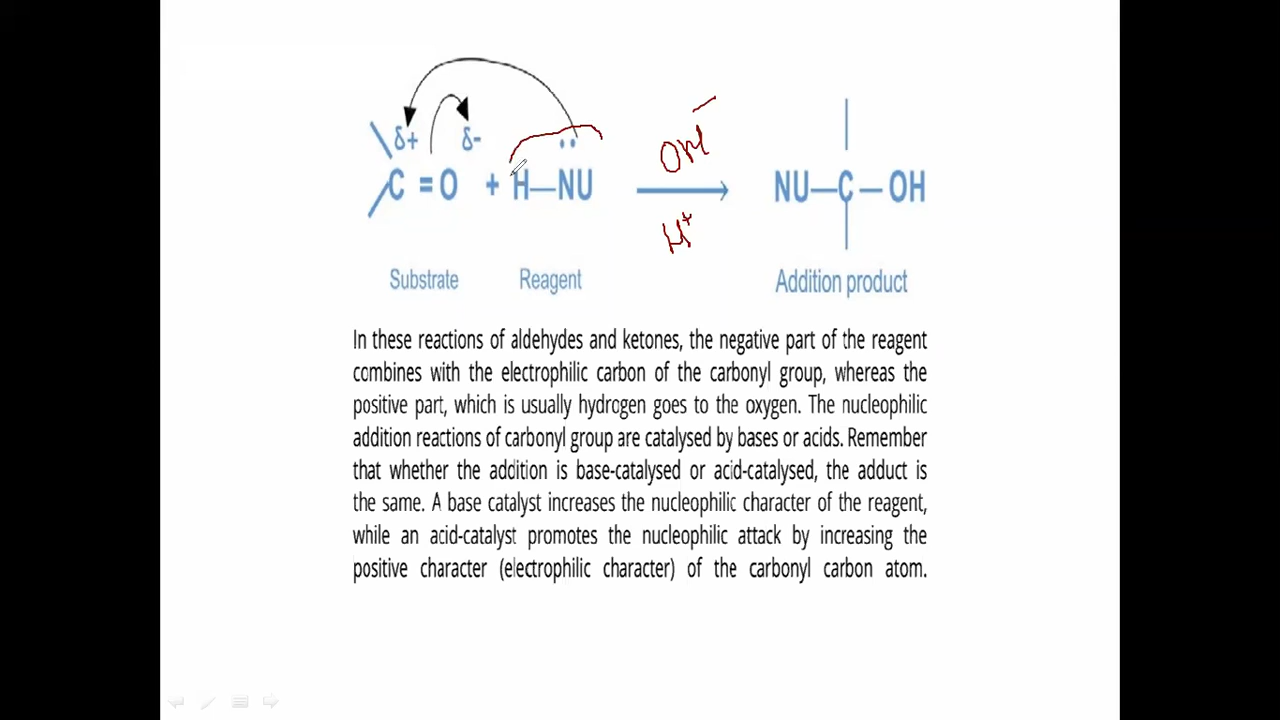 δ+ δ-
C = O + H—NU
OH⁻
H⁺
NU—C—OH
Substrate Reagent Addition product
In these reactions of aldehydes and ketones, the negative part of the reagent
combines with the electrophilic carbon of the carbonyl group, whereas the
positive part, which is usually hydrogen goes to the oxygen. The nucleophilic
addition reactions of carbonyl group are catalysed by bases or acids. Remember
that whether the addition is base-catalysed or acid-catalysed, the adduct is
the same. A base catalyst increases the nucleophilic character of the reagent,
while an acid-catalyst promotes the nucleophilic attack by increasing the
positive character (electrophilic character) of the carbonyl carbon atom.